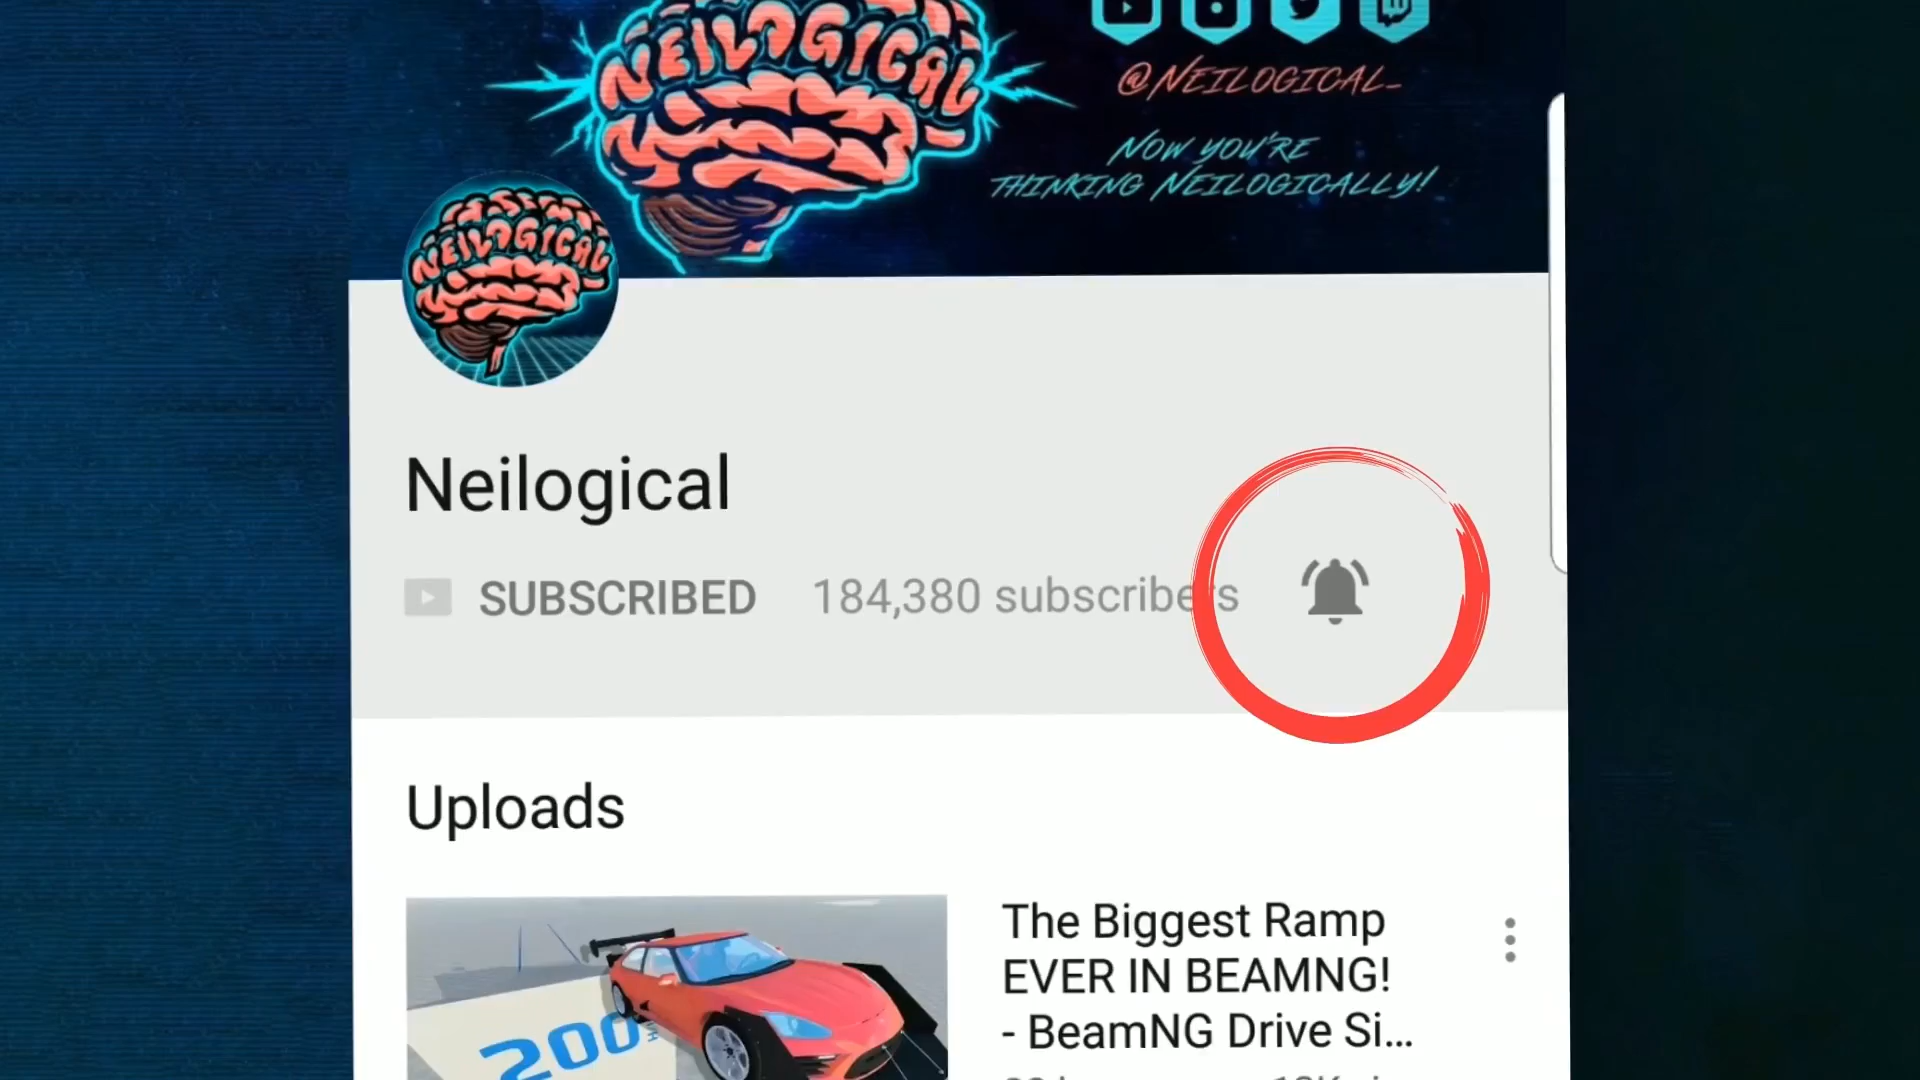 NEILOGICAL
@NEILOGICAL_
NOW YOU'RE
THINKING NEILOGICALLY!
NEILOGICAL
Neilogical
SUBSCRIBED 184,380 subscribers
Uploads
The Biggest Ramp
EVER IN BEAMNG!
- BeamNG Drive Si...
200